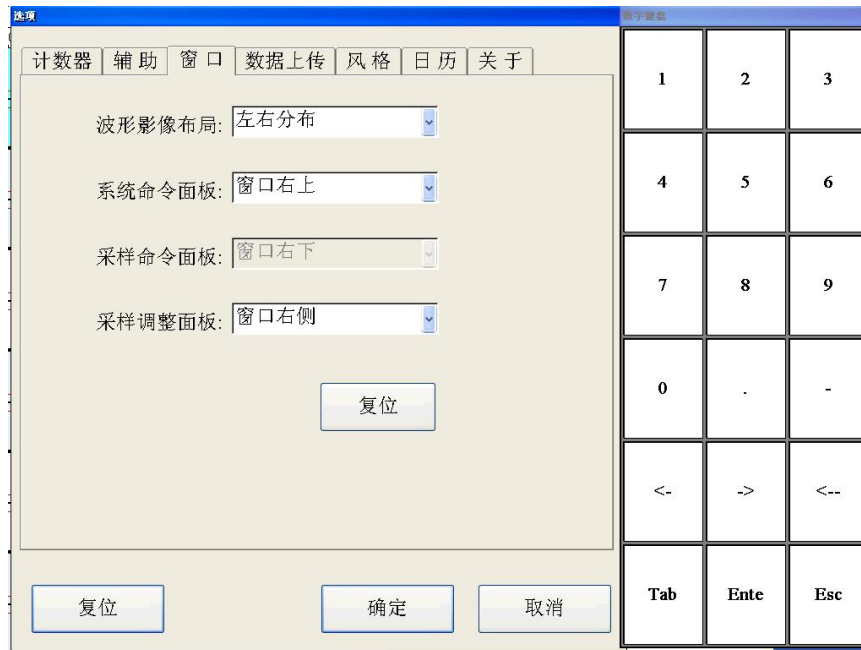 选项
计数器 辅助 窗口 数据上传 风格 日历 关于
波形影像布局: 左右分布
系统命令面板: 窗口右上
采样命令面板: 窗口右下
采样调整面板: 窗口右侧
复位
复位 确定 取消
数字键盘
1 2 3
4 5 6
7 8 9
0 . -
<- -> <--
Tab Ente Esc